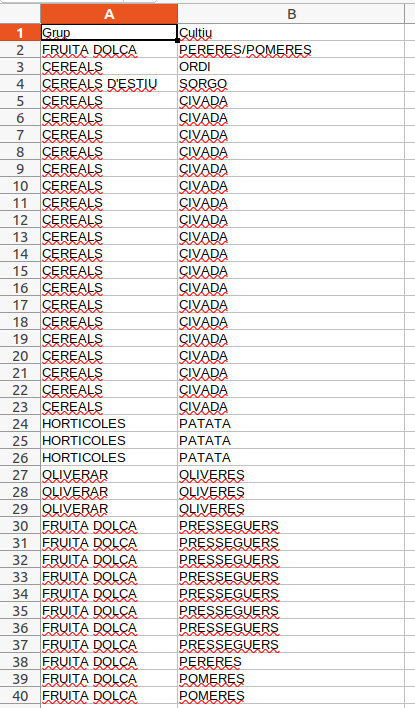 A B
1 Grup Cultiu
2 FRUITA DOLÇA PERERES/POMERES
3 CEREALS ORDI
4 CEREALS D'ESTIU SORGO
5 CEREALS CIVADA
6 CEREALS CIVADA
7 CEREALS CIVADA
8 CEREALS CIVADA
9 CEREALS CIVADA
10 CEREALS CIVADA
11 CEREALS CIVADA
12 CEREALS CIVADA
13 CEREALS CIVADA
14 CEREALS CIVADA
15 CEREALS CIVADA
16 CEREALS CIVADA
17 CEREALS CIVADA
18 CEREALS CIVADA
19 CEREALS CIVADA
20 CEREALS CIVADA
21 CEREALS CIVADA
22 CEREALS CIVADA
23 CEREALS CIVADA
24 HORTICOLES PATATA
25 HORTICOLES PATATA
26 HORTICOLES PATATA
27 OLIVERAR OLIVERES
28 OLIVERAR OLIVERES
29 OLIVERAR OLIVERES
30 FRUITA DOLÇA PRESSEGUERS
31 FRUITA DOLÇA PRESSEGUERS
32 FRUITA DOLÇA PRESSEGUERS
33 FRUITA DOLÇA PRESSEGUERS
34 FRUITA DOLÇA PRESSEGUERS
35 FRUITA DOLÇA PRESSEGUERS
36 FRUITA DOLÇA PRESSEGUERS
37 FRUITA DOLÇA PRESSEGUERS
38 FRUITA DOLÇA PERERES
39 FRUITA DOLÇA POMERES
40 FRUITA DOLÇA POMERES